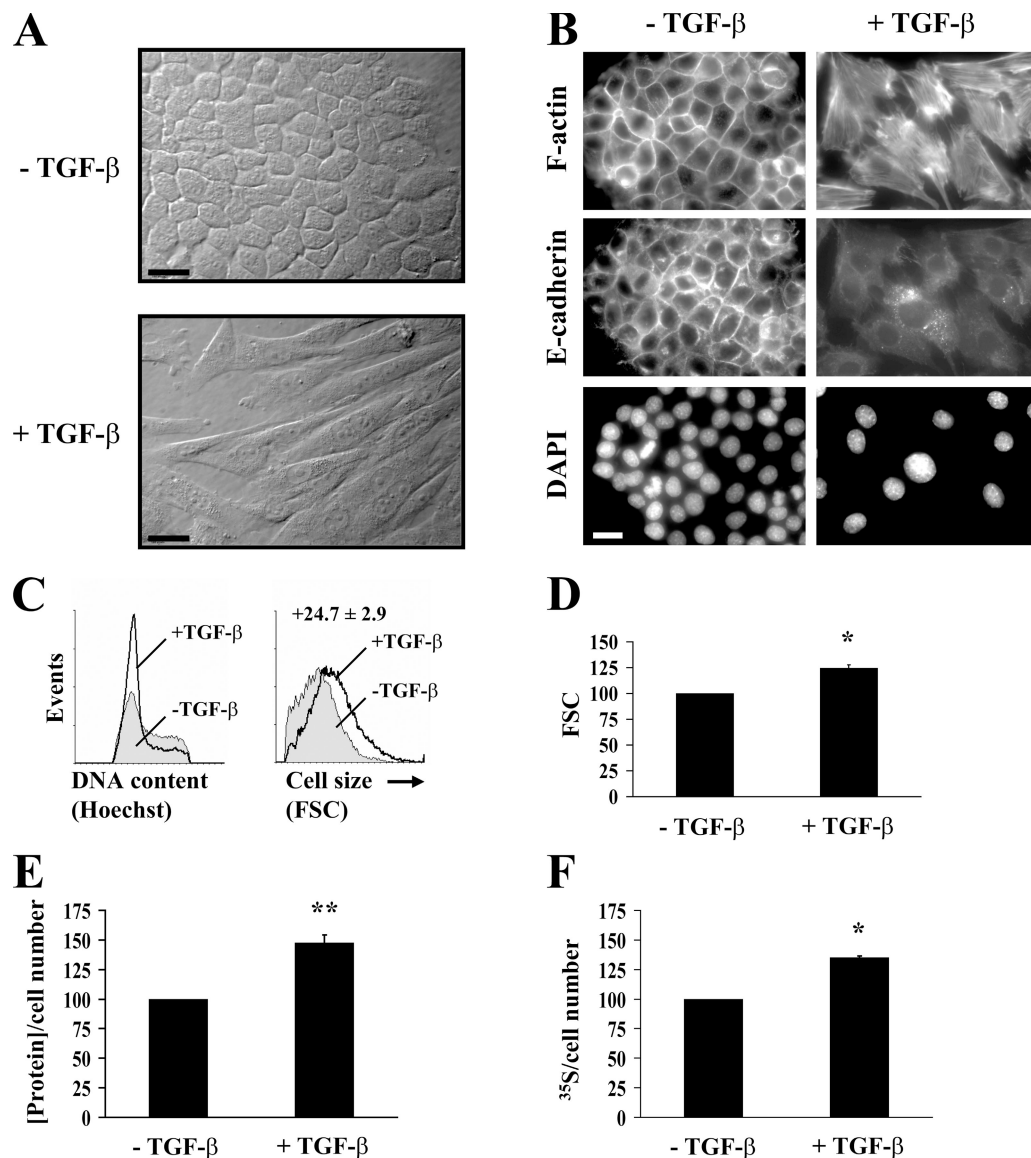 A
- TGF-β
+ TGF-β
B
- TGF-β + TGF-β
F-actin
E-cadherin
DAPI
C
+24.7 ± 2.9
+TGF-β
-TGF-β
Events
DNA content
(Hoechst)
+TGF-β
-TGF-β
Cell size
(FSC)
D
150
125
100
75
50
25
0
FSC
*
- TGF-β + TGF-β
E
175
150
125
100
75
50
25
0
[Protein]/cell number
**
- TGF-β + TGF-β
F
175
150
125
100
75
50
25
0
³⁵S/cell number
*
- TGF-β + TGF-β